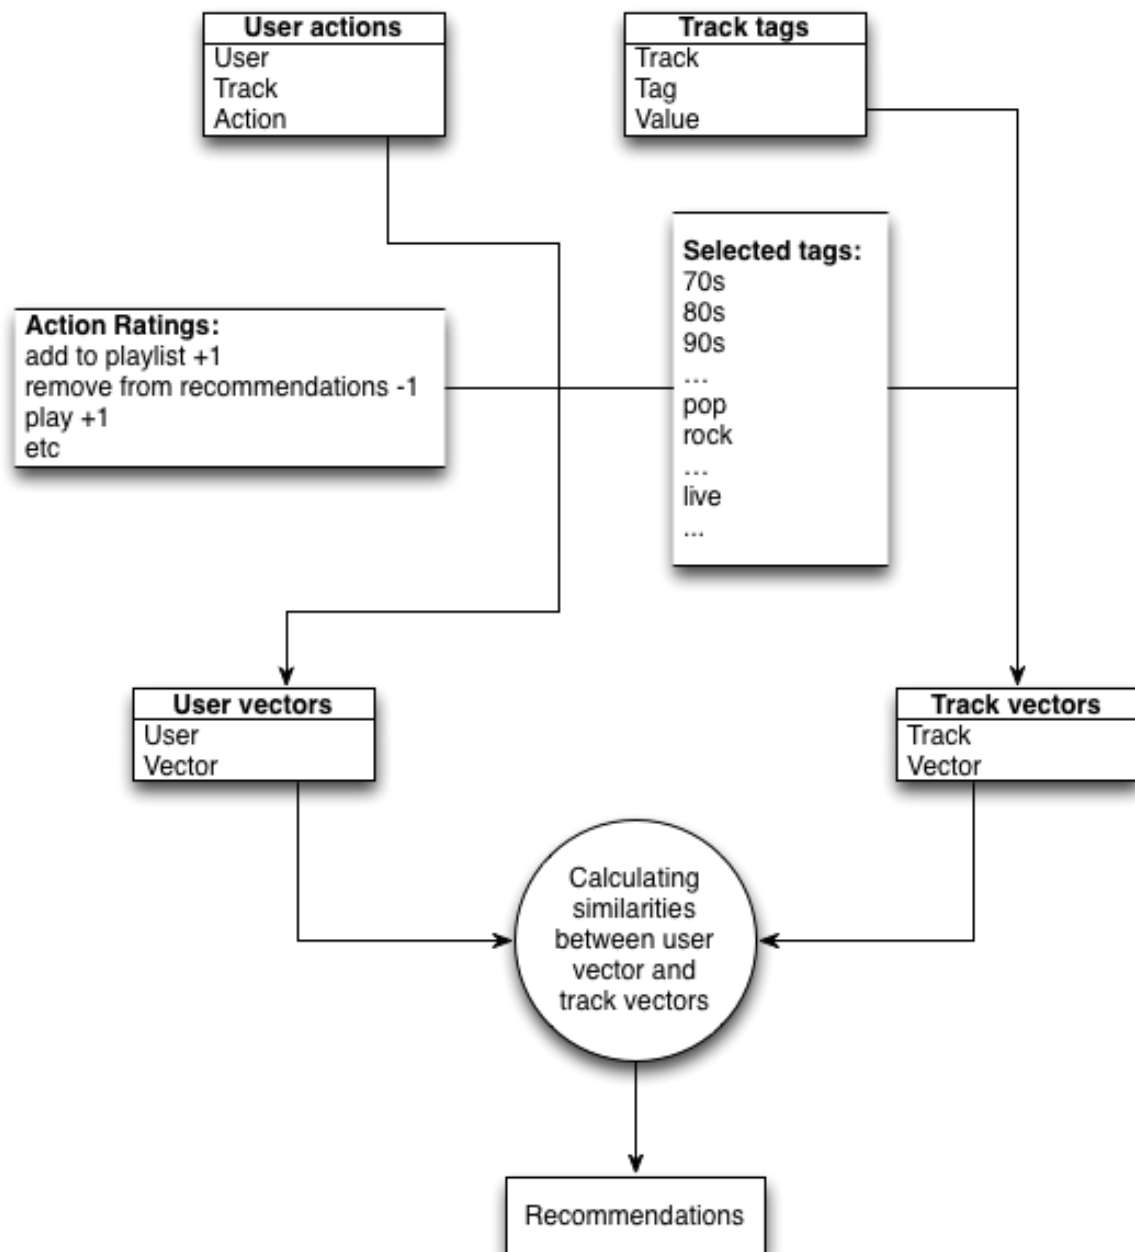 User actions
User
Track
Action
Track tags
Track
Tag
Value
Selected tags:
70s
80s
90s
...
pop
rock
...
live
...
Action Ratings:
add to playlist +1
remove from recommendations -1
play +1
etc
User vectors
User
Vector
Track vectors
Track
Vector
Calculating
similarities
between user
vector and
track vectors
Recommendations